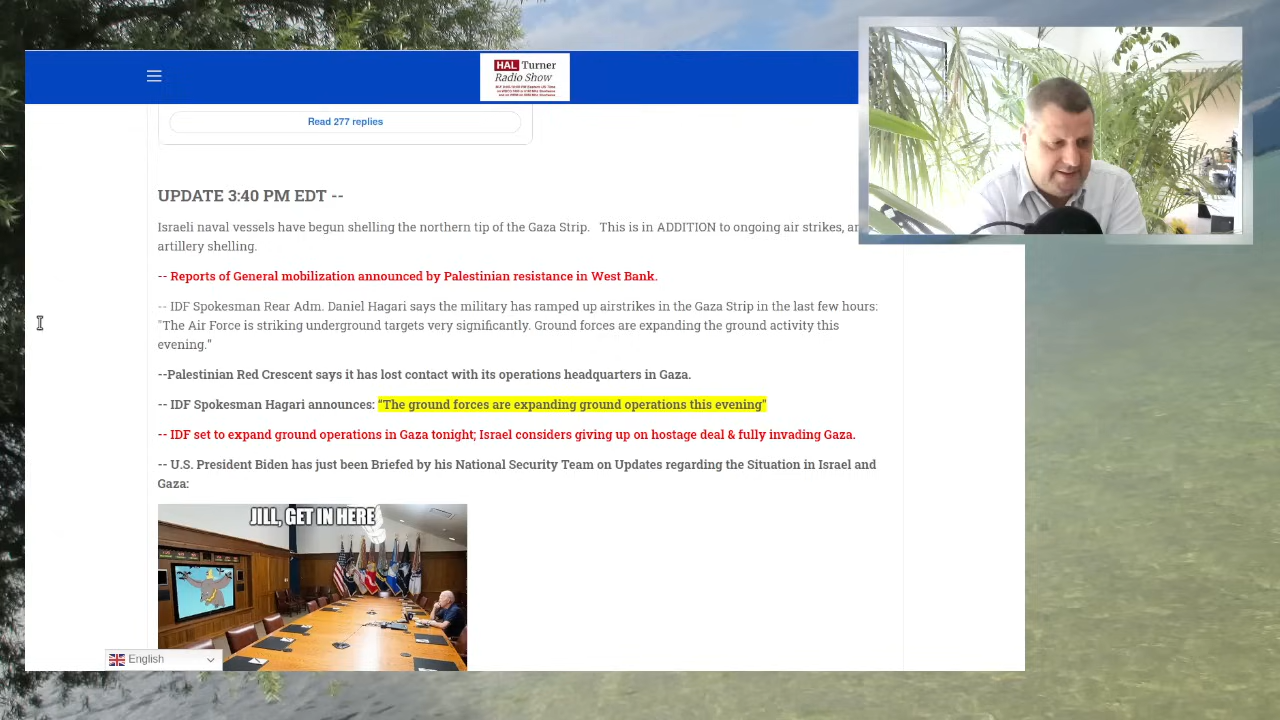 HAL Turner
Radio Show
Read 277 replies
UPDATE 3:40 PM EDT --
Israeli naval vessels have begun shelling the northern tip of the Gaza Strip. This is in ADDITION to ongoing air strikes,
artillery shelling.
-- Reports of General mobilization announced by Palestinian resistance in West Bank.
-- IDF Spokesman Rear Adm. Daniel Hagari says the military has ramped up airstrikes in the Gaza Strip in the last few hours:
"The Air Force is striking underground targets very significantly. Ground forces are expanding the ground activity this
evening."
--Palestinian Red Crescent says it has lost contact with its operations headquarters in Gaza.
-- IDF Spokesman Hagari announces: “The ground forces are expanding ground operations this evening”
-- IDF set to expand ground operations in Gaza tonight; Israel considers giving up on hostage deal & fully invading Gaza.
-- U.S. President Biden has just been Briefed by his National Security Team on Updates regarding the Situation in Israel and
Gaza:
JILL, GET IN HERE
English